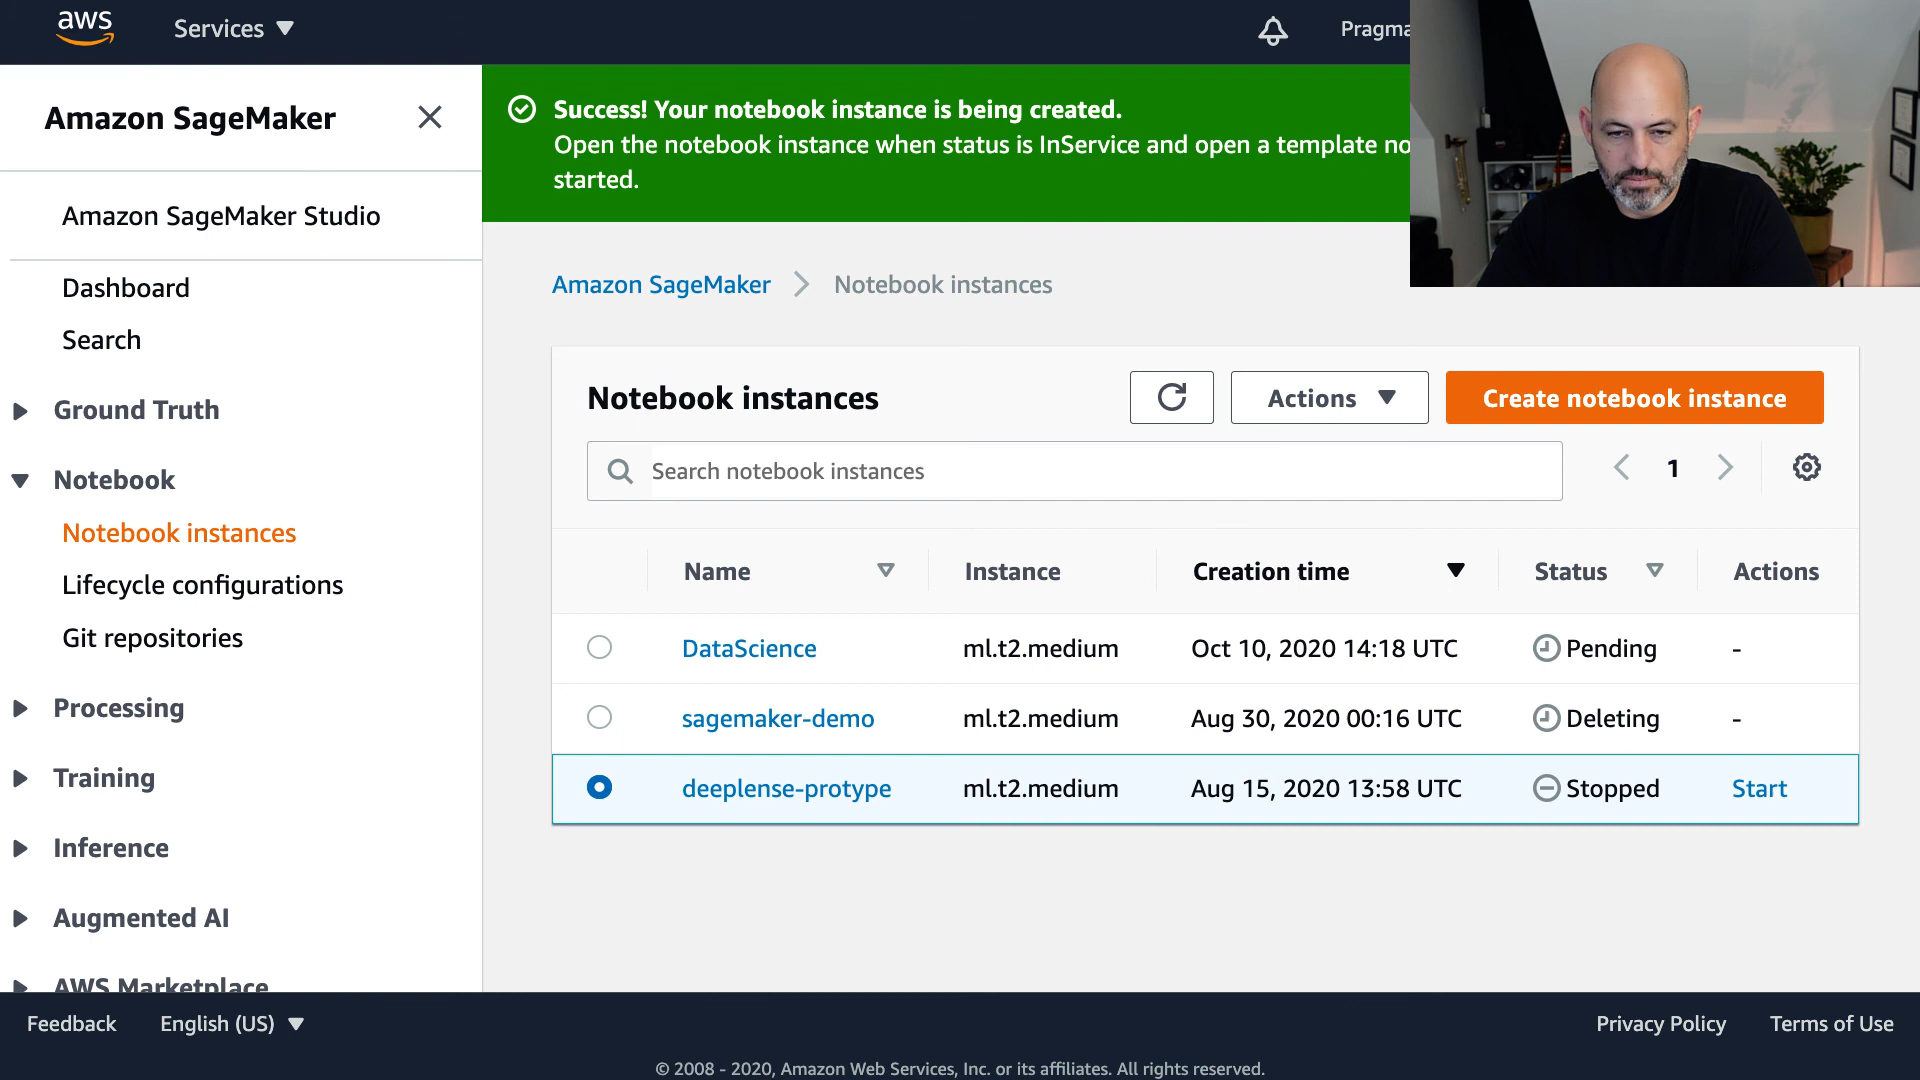 aws
Services
Pragma
Amazon SageMaker
Amazon SageMaker Studio
Dashboard
Search
Ground Truth
Notebook
Notebook instances
Lifecycle configurations
Git repositories
Processing
Training
Inference
Augmented AI
AWS Marketplace
Success! Your notebook instance is being created.
Open the notebook instance when status is InService and open a template no
started.
Amazon SageMaker Notebook instances
Notebook instances
Actions
Create notebook instance
Search notebook instances
1
Name Instance Creation time Status Actions
DataScience ml.t2.medium Oct 10, 2020 14:18 UTC Pending -
sagemaker-demo ml.t2.medium Aug 30, 2020 00:16 UTC Deleting -
deeplense-protype ml.t2.medium Aug 15, 2020 13:58 UTC Stopped Start
Feedback
English (US)
Privacy Policy
Terms of Use
© 2008 - 2020, Amazon Web Services, Inc. or its affiliates. All rights reserved.